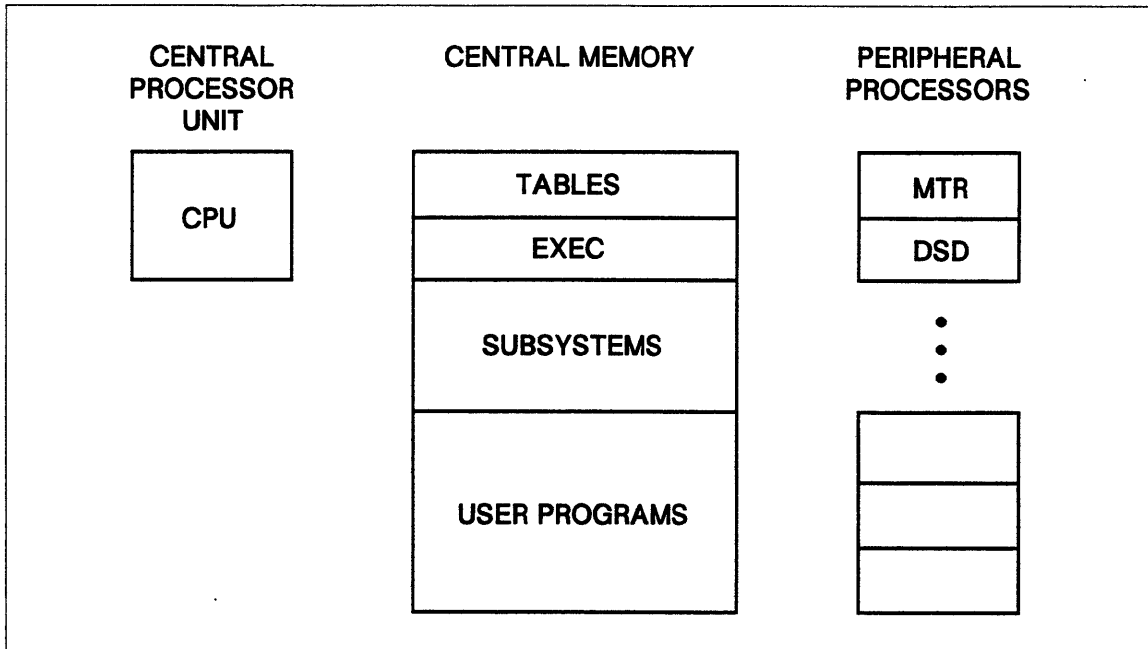 CENTRAL
PROCESSOR
UNIT
CPU
CENTRAL MEMORY
TABLES
EXEC
SUBSYSTEMS
USER PROGRAMS
PERIPHERAL
PROCESSORS
MTR
DSD